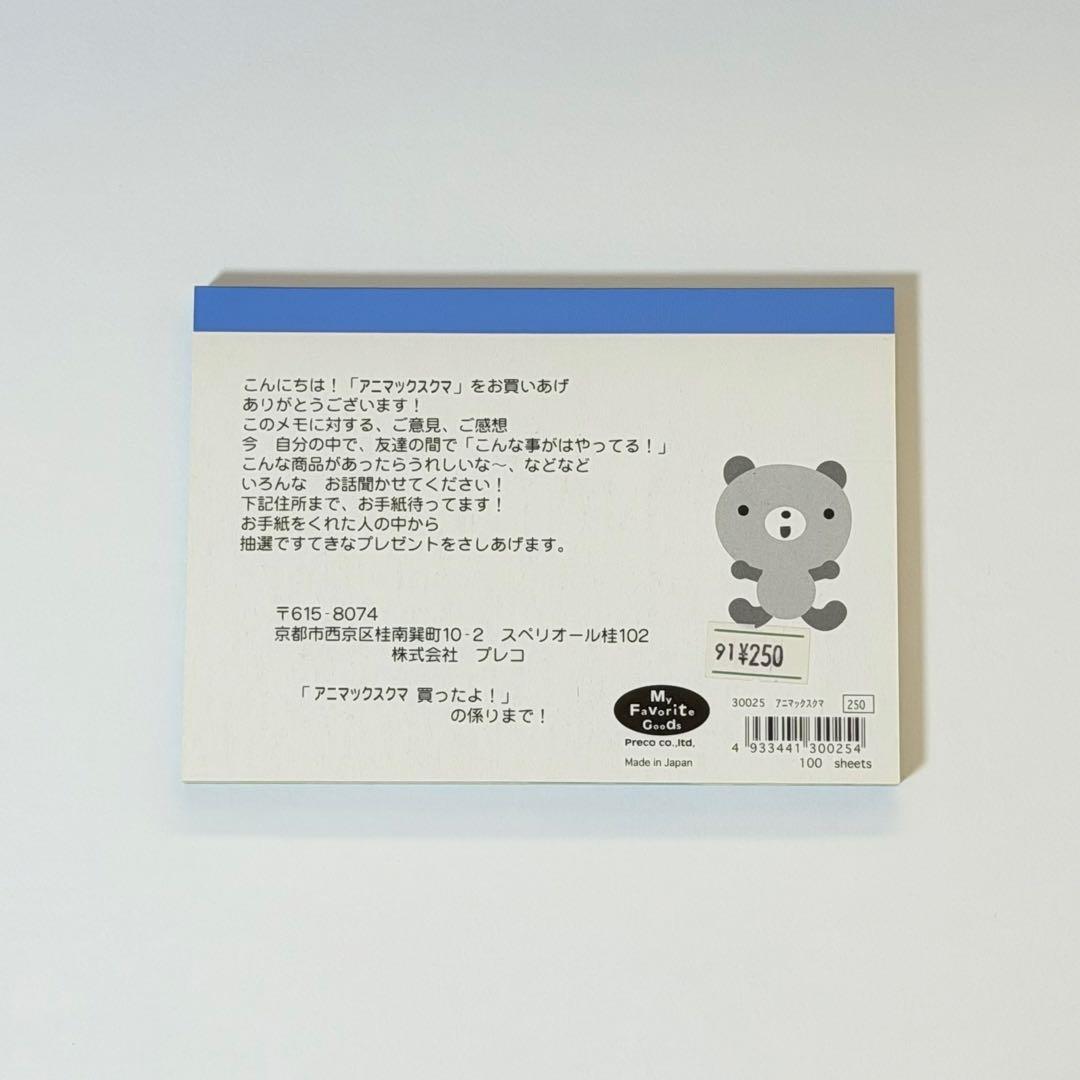 こんにちは！「アニマックスクマ」をお買いあげ
ありがとうございます！
このメモに対する、ご意見、ご感想
今　自分の中で、友達の間で「こんな事がはやってる！」
こんな商品があったらうれしいな～、などなど
いろんな　お話聞かせてください！
下記住所まで、お手紙待ってます！
お手紙をくれた人の中から
抽選ですてきなプレゼントをさしあげます。
〒615-8074
京都市西京区桂南巽町10-2　スペリオール桂102
株式会社　プレコ
「アニマックスクマ 買ったよ！」
の係りまで！
91¥250
My
Favorite
Goods
Preco co.,ltd.
Made in Japan
30025 アニマックスクマ 250
4 933441 300254
100 sheets